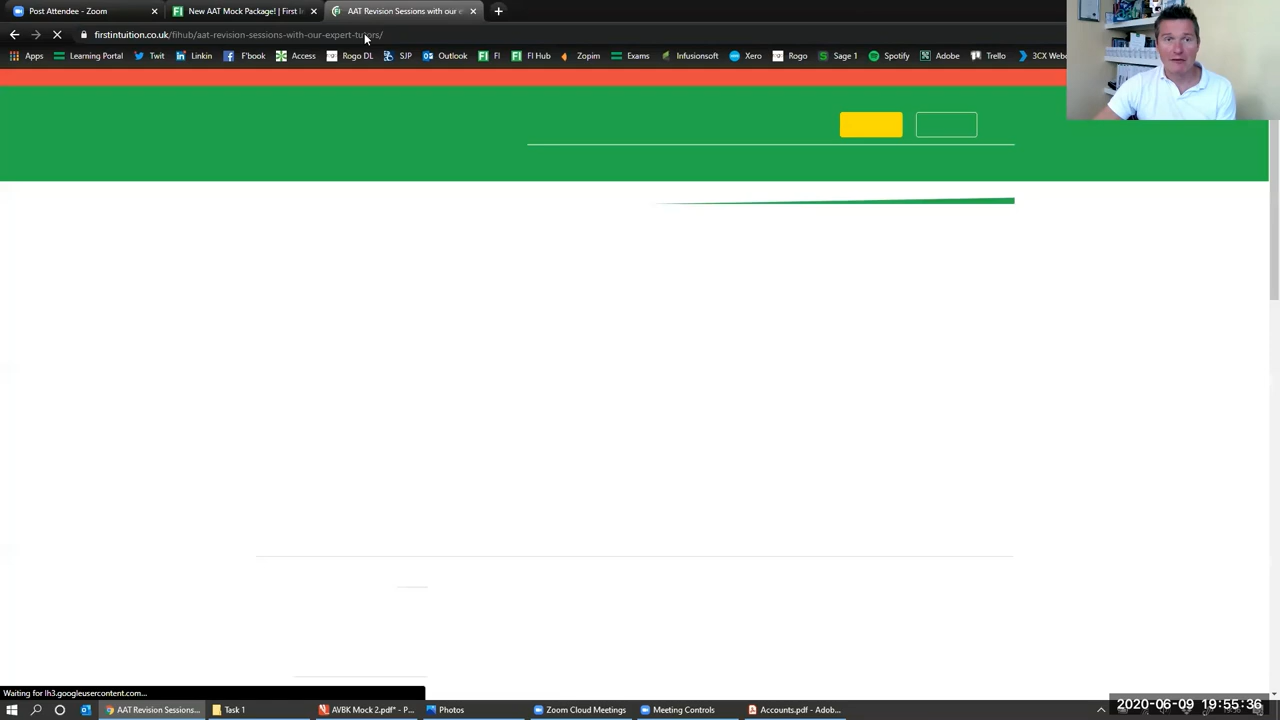 Post Attendee - Zoom
New AAT Mock Package! | First I
AAT Revision Sessions with our e
firstintuition.co.uk/fihub/aat-revision-sessions-with-our-expert-tutors/
Apps Learning Portal Twit Linkin F'book Access Rogo DL SJP Outlook FI FI Hub Zopim Exams Infusionsoft Xero Rogo Sage 1 Spotify Adobe Trello 3CX Webc
Waiting for lh3.googleusercontent.com...
AAT Revision Sessions... Task 1 AVBK Mock 2.pdf* - P... Photos Zoom Cloud Meetings Meeting Controls Accounts.pdf - Adob...
2020-06-09 19:55:36